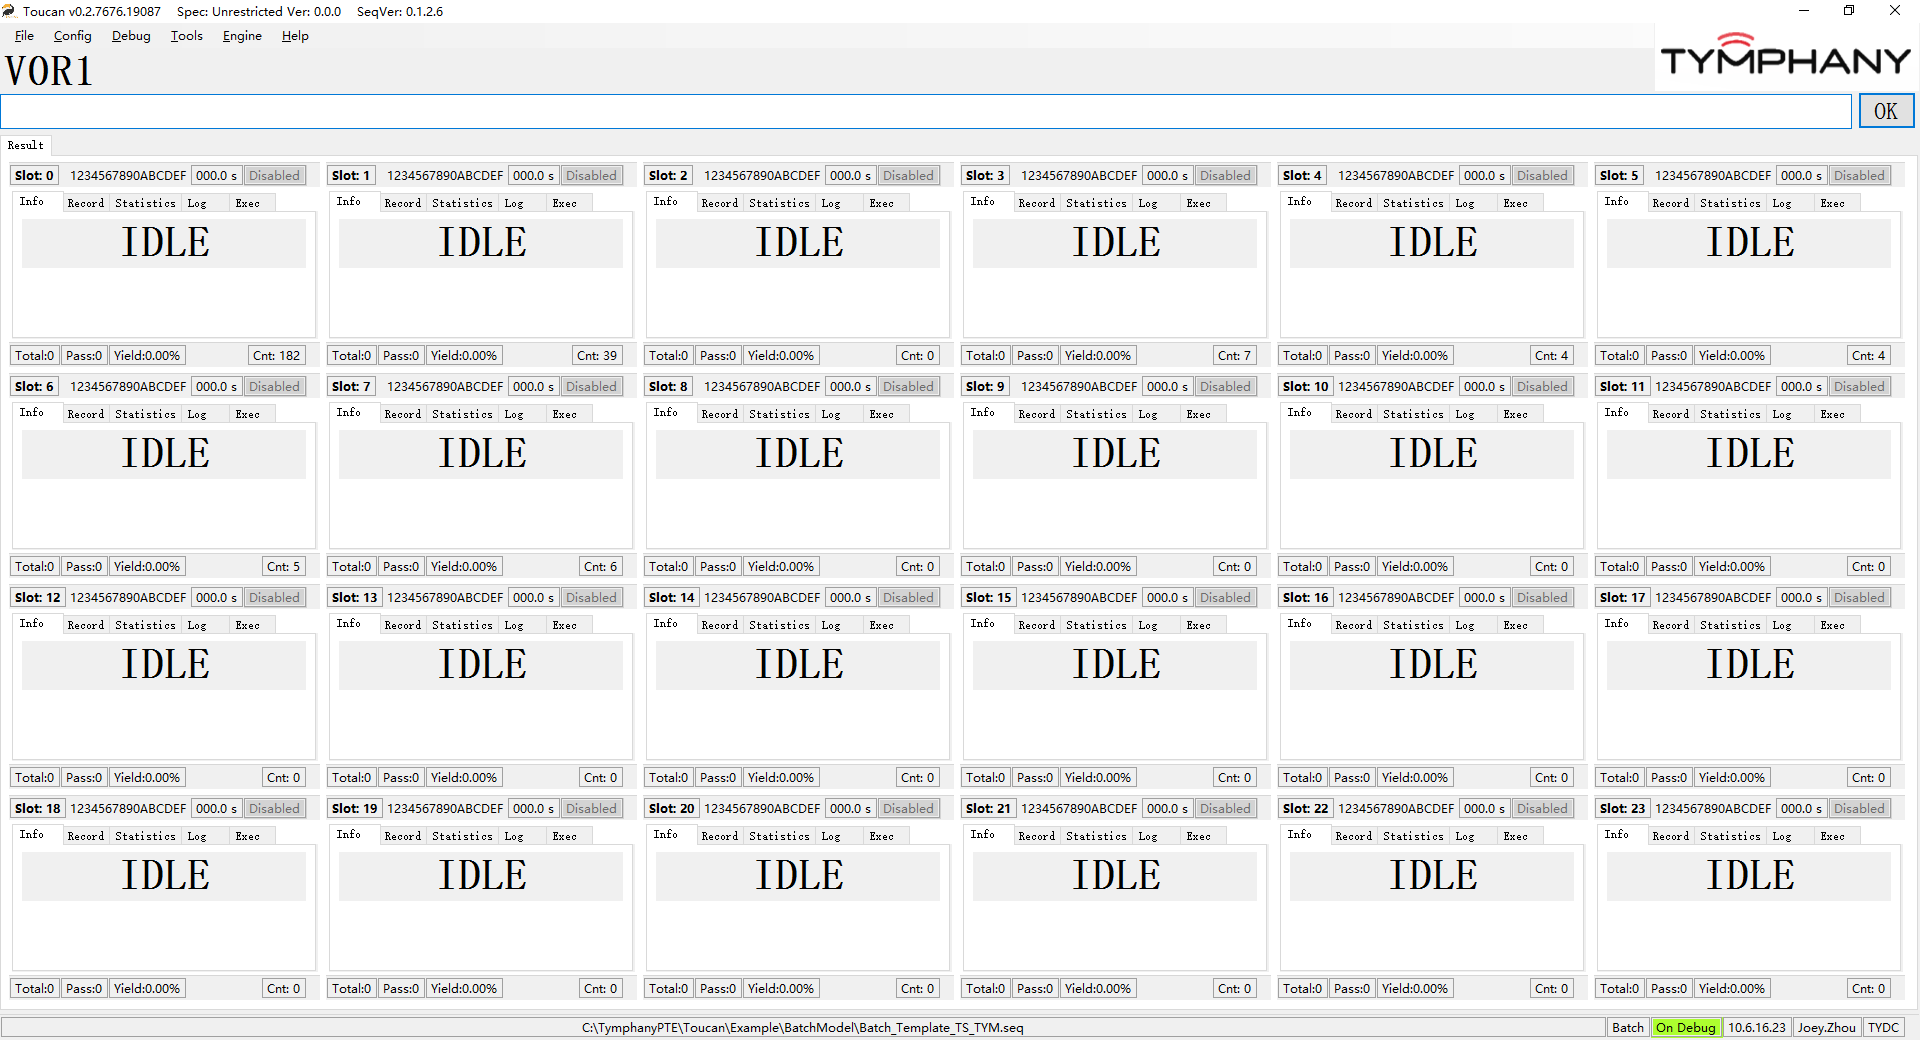 Toucan v0.2.7676.19087 Spec: Unrestricted Ver: 0.0.0 SeqVer: 0.1.2.6
File Config Debug Tools Engine Help
VOR1
TYMPHANY
OK
Result
Slot: 0 1234567890ABCDEF 000.0 s Disabled Slot: 1 1234567890ABCDEF 000.0 s Disabled Slot: 2 1234567890ABCDEF 000.0 s Disabled Slot: 3 1234567890ABCDEF 000.0 s Disabled Slot: 4 1234567890ABCDEF 000.0 s Disabled Slot: 5 1234567890ABCDEF 000.0 s Disabled
Info Record Statistics Log Exec Info Record Statistics Log Exec Info Record Statistics Log Exec Info Record Statistics Log Exec Info Record Statistics Log Exec Info Record Statistics Log Exec
IDLE IDLE IDLE IDLE IDLE IDLE
Total:0 Pass:0 Yield:0.00% Cnt: 182 Total:0 Pass:0 Yield:0.00% Cnt: 39 Total:0 Pass:0 Yield:0.00% Cnt: 0 Total:0 Pass:0 Yield:0.00% Cnt: 7 Total:0 Pass:0 Yield:0.00% Cnt: 4 Total:0 Pass:0 Yield:0.00% Cnt: 4
Slot: 6 1234567890ABCDEF 000.0 s Disabled Slot: 7 1234567890ABCDEF 000.0 s Disabled Slot: 8 1234567890ABCDEF 000.0 s Disabled Slot: 9 1234567890ABCDEF 000.0 s Disabled Slot: 10 1234567890ABCDEF 000.0 s Disabled Slot: 11 1234567890ABCDEF 000.0 s Disabled
Info Record Statistics Log Exec Info Record Statistics Log Exec Info Record Statistics Log Exec Info Record Statistics Log Exec Info Record Statistics Log Exec Info Record Statistics Log Exec
IDLE IDLE IDLE IDLE IDLE IDLE
Total:0 Pass:0 Yield:0.00% Cnt: 5 Total:0 Pass:0 Yield:0.00% Cnt: 6 Total:0 Pass:0 Yield:0.00% Cnt: 0 Total:0 Pass:0 Yield:0.00% Cnt: 0 Total:0 Pass:0 Yield:0.00% Cnt: 0 Total:0 Pass:0 Yield:0.00% Cnt: 0
Slot: 12 1234567890ABCDEF 000.0 s Disabled Slot: 13 1234567890ABCDEF 000.0 s Disabled Slot: 14 1234567890ABCDEF 000.0 s Disabled Slot: 15 1234567890ABCDEF 000.0 s Disabled Slot: 16 1234567890ABCDEF 000.0 s Disabled Slot: 17 1234567890ABCDEF 000.0 s Disabled
Info Record Statistics Log Exec Info Record Statistics Log Exec Info Record Statistics Log Exec Info Record Statistics Log Exec Info Record Statistics Log Exec Info Record Statistics Log Exec
IDLE IDLE IDLE IDLE IDLE IDLE
Total:0 Pass:0 Yield:0.00% Cnt: 0 Total:0 Pass:0 Yield:0.00% Cnt: 0 Total:0 Pass:0 Yield:0.00% Cnt: 0 Total:0 Pass:0 Yield:0.00% Cnt: 0 Total:0 Pass:0 Yield:0.00% Cnt: 0 Total:0 Pass:0 Yield:0.00% Cnt: 0
Slot: 18 1234567890ABCDEF 000.0 s Disabled Slot: 19 1234567890ABCDEF 000.0 s Disabled Slot: 20 1234567890ABCDEF 000.0 s Disabled Slot: 21 1234567890ABCDEF 000.0 s Disabled Slot: 22 1234567890ABCDEF 000.0 s Disabled Slot: 23 1234567890ABCDEF 000.0 s Disabled
Info Record Statistics Log Exec Info Record Statistics Log Exec Info Record Statistics Log Exec Info Record Statistics Log Exec Info Record Statistics Log Exec Info Record Statistics Log Exec
IDLE IDLE IDLE IDLE IDLE IDLE
Total:0 Pass:0 Yield:0.00% Cnt: 0 Total:0 Pass:0 Yield:0.00% Cnt: 0 Total:0 Pass:0 Yield:0.00% Cnt: 0 Total:0 Pass:0 Yield:0.00% Cnt: 0 Total:0 Pass:0 Yield:0.00% Cnt: 0 Total:0 Pass:0 Yield:0.00% Cnt: 0
C:\TymphanyPTE\Toucan\Example\BatchModel\Batch_Template_TS_TYM.seq Batch On Debug 10.6.16.23 Joey.Zhou TYDC